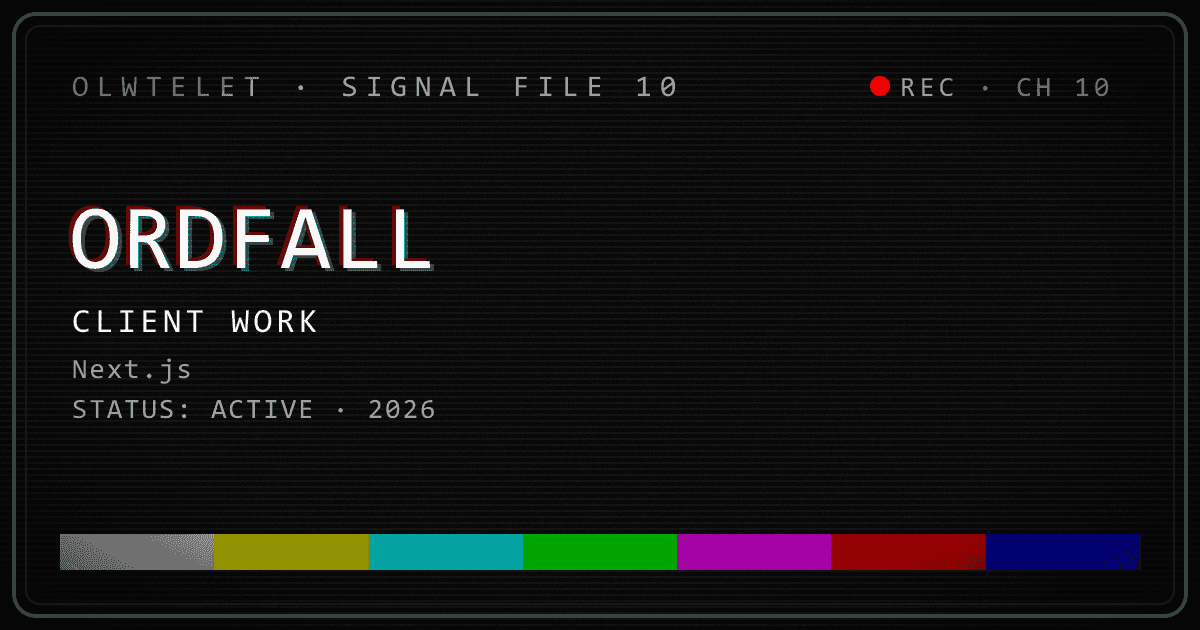 OLWTELET · SIGNAL FILE 10
REC · CH 10
ORDFALL
CLIENT WORK
Next.js
STATUS: ACTIVE · 2026